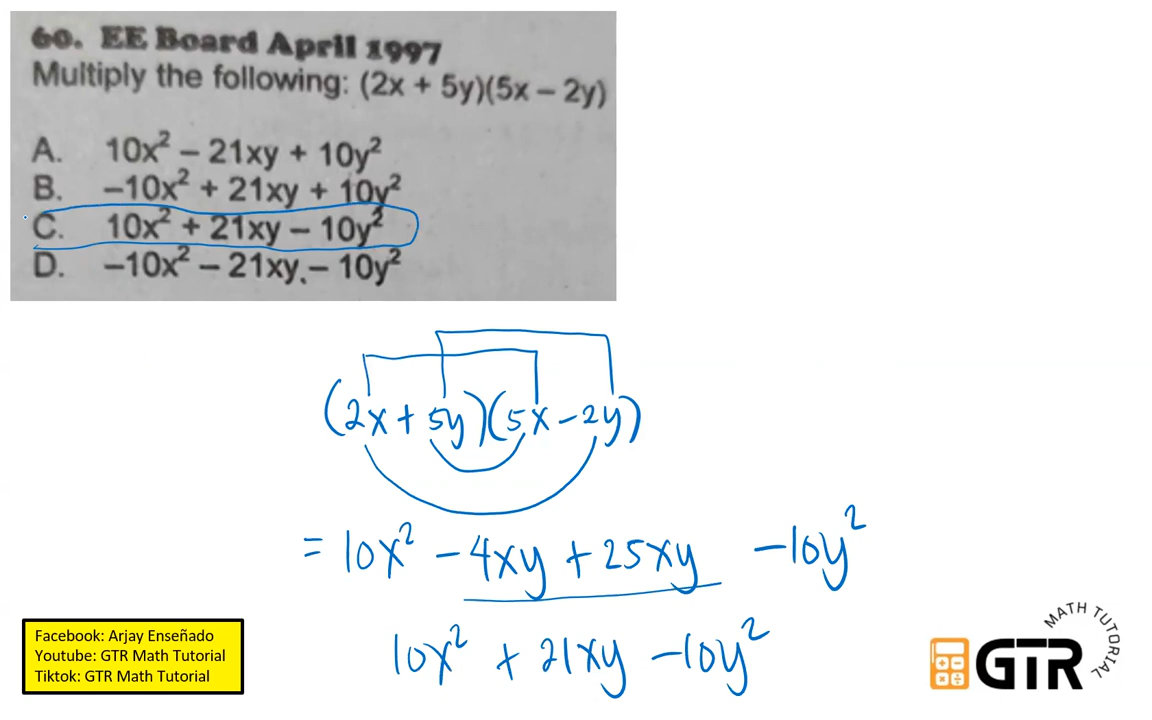 60. EE Board April 1997
Multiply the following: (2x + 5y)(5x – 2y)
A. 10x² – 21xy + 10y²
B. –10x² + 21xy + 10y²
C. 10x² + 21xy – 10y²
D. –10x² – 21xy – 10y²
(2x + 5y)(5x – 2y)
= 10x² – 4xy + 25xy – 10y²
10x² + 21xy – 10y²
Facebook: Arjay Enseñado
Youtube: GTR Math Tutorial
Tiktok: GTR Math Tutorial
GTR
MATH TUTORIAL